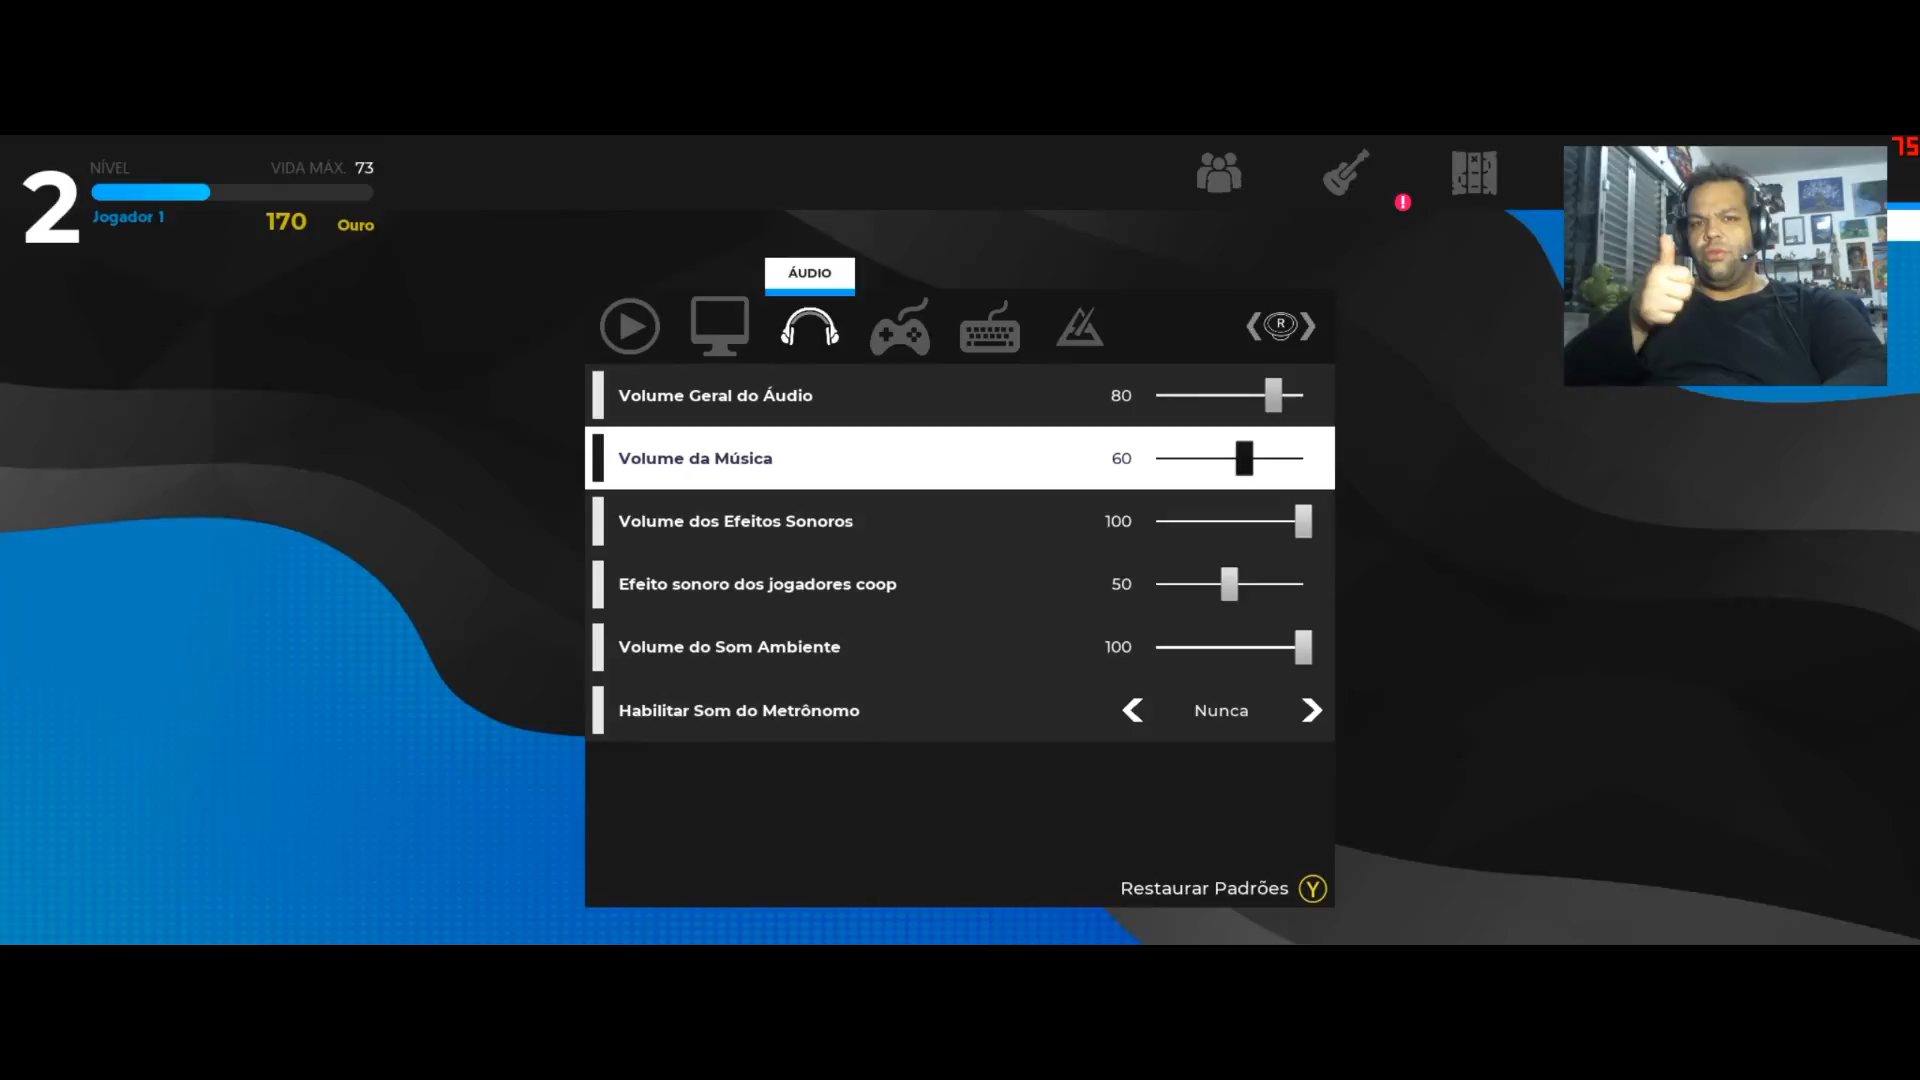 2
NÍVEL
VIDA MÁX. 73
Jogador 1
170 Ouro
75
ÁUDIO
R
Volume Geral do Áudio 80
Volume da Música 60
Volume dos Efeitos Sonoros 100
Efeito sonoro dos jogadores coop 50
Volume do Som Ambiente 100
Habilitar Som do Metrônomo Nunca
Restaurar Padrões Y